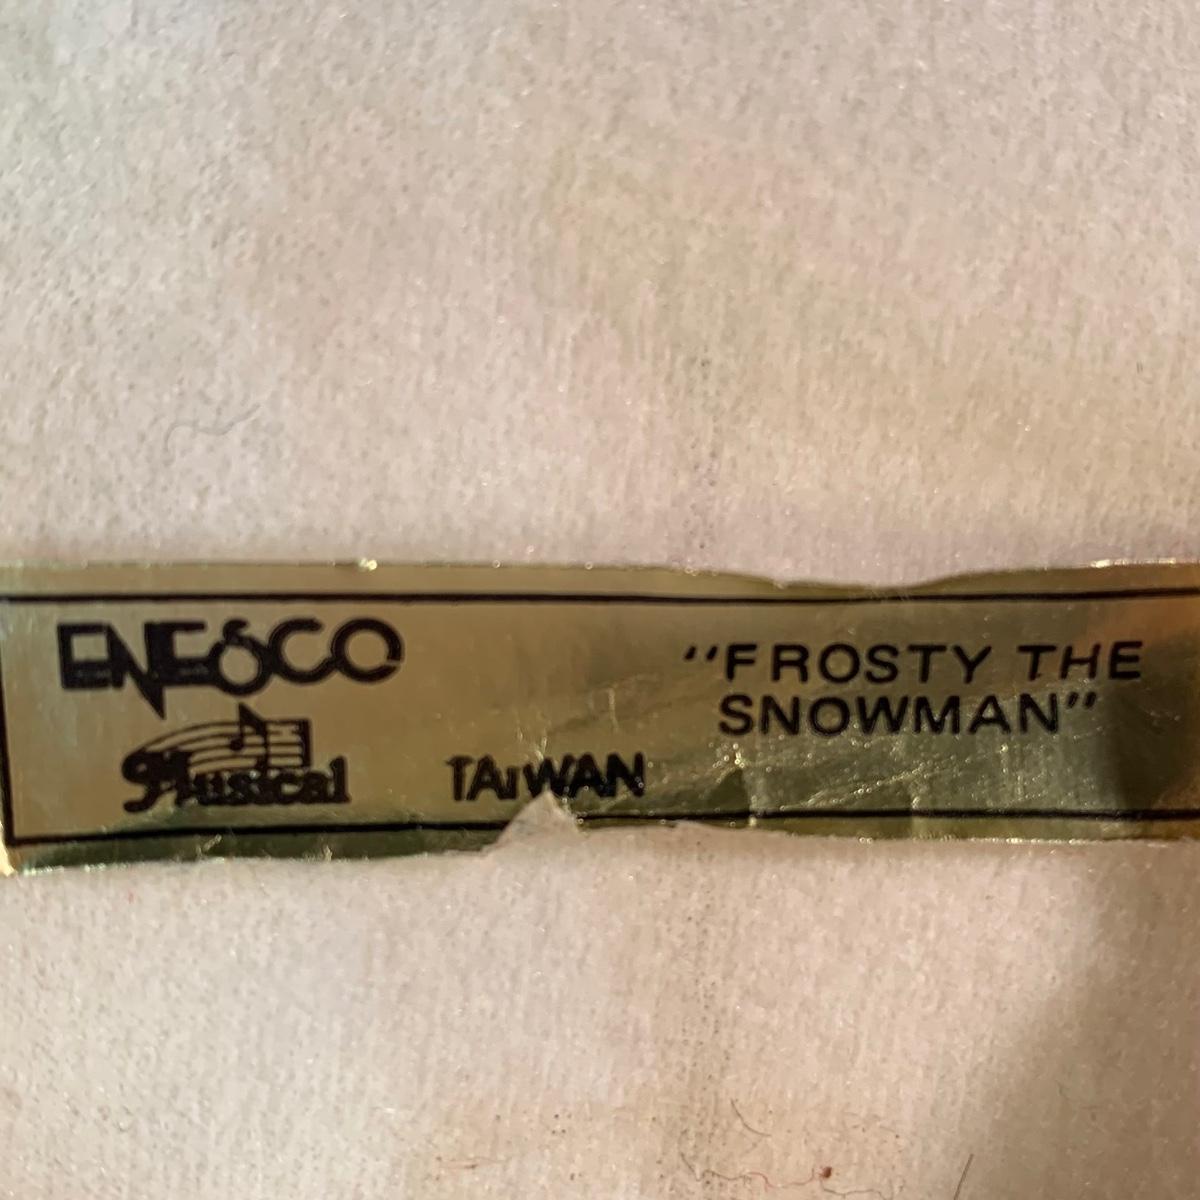 ENESCO
Musical
TAiWAN
"FROSTY THE
SNOWMAN"